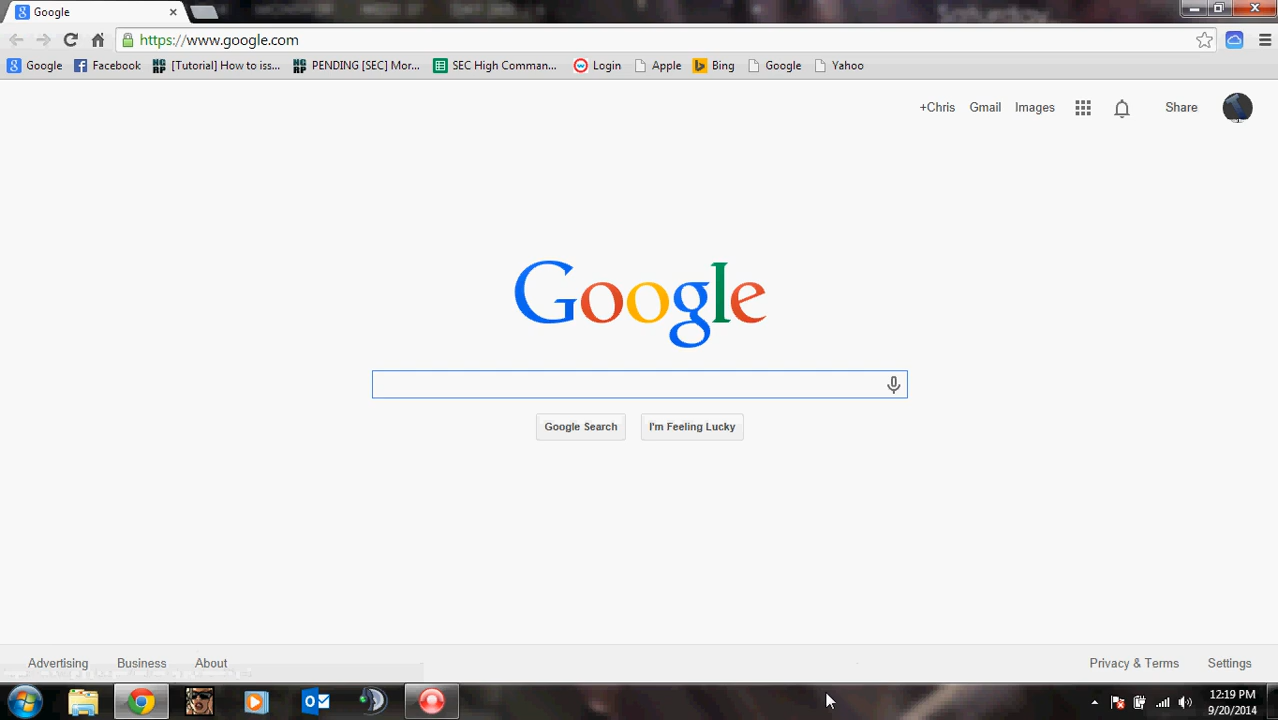 Google
https://www.google.com
Google Facebook [Tutorial] How to iss... PENDING [SEC] Mor... SEC High Comman... Login Apple Bing Google Yahoo
+Chris Gmail Images Share
Google
Google Search I'm Feeling Lucky
Advertising Business About Privacy & Terms Settings
12:19 PM
9/20/2014